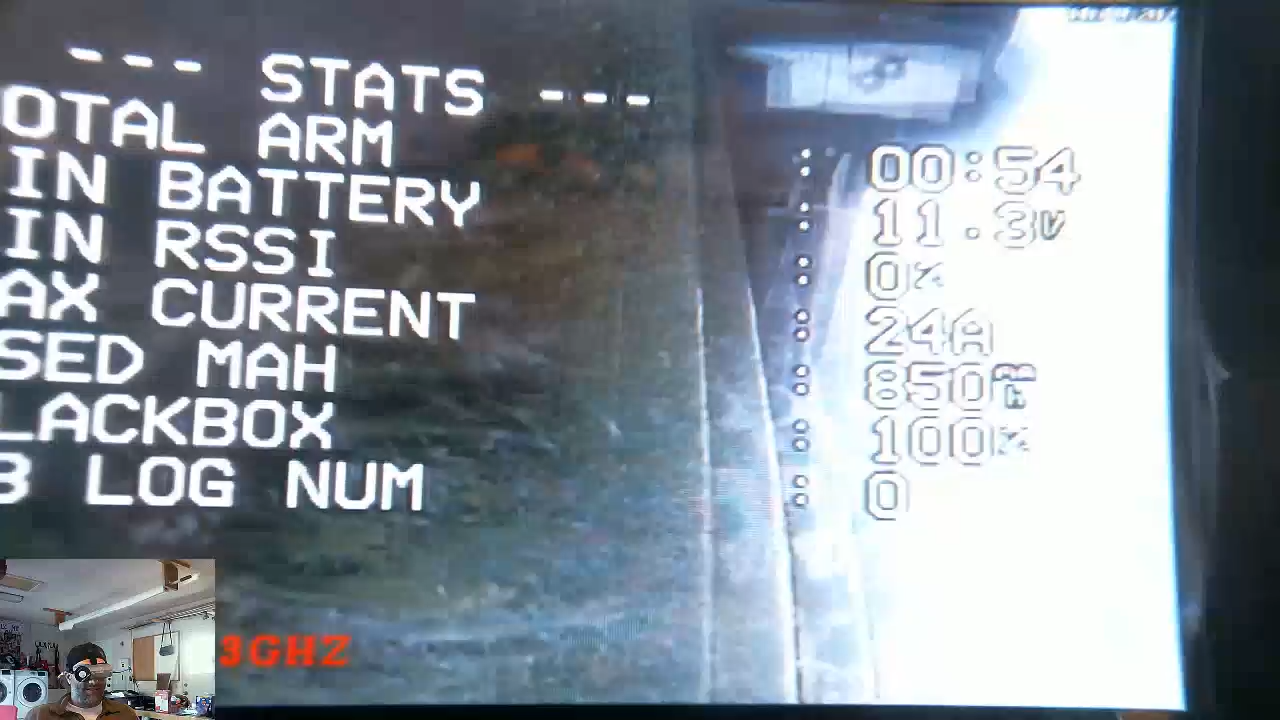 --- STATS ---
OTAL ARM : 00:54
IN BATTERY : 11.3V
IN RSSI : 0%
AX CURRENT : 24A
SED MAH : 850mAh
LACKBOX : 100%
B LOG NUM : 0
3GHZ